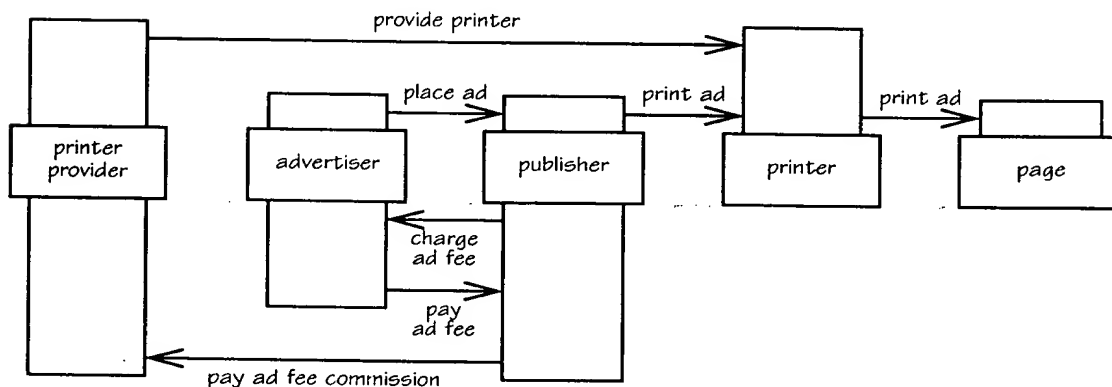 provide printer
place ad
print ad
print ad
printer
provider
advertiser
publisher
printer
page
charge
ad fee
pay
ad fee
pay ad fee commission